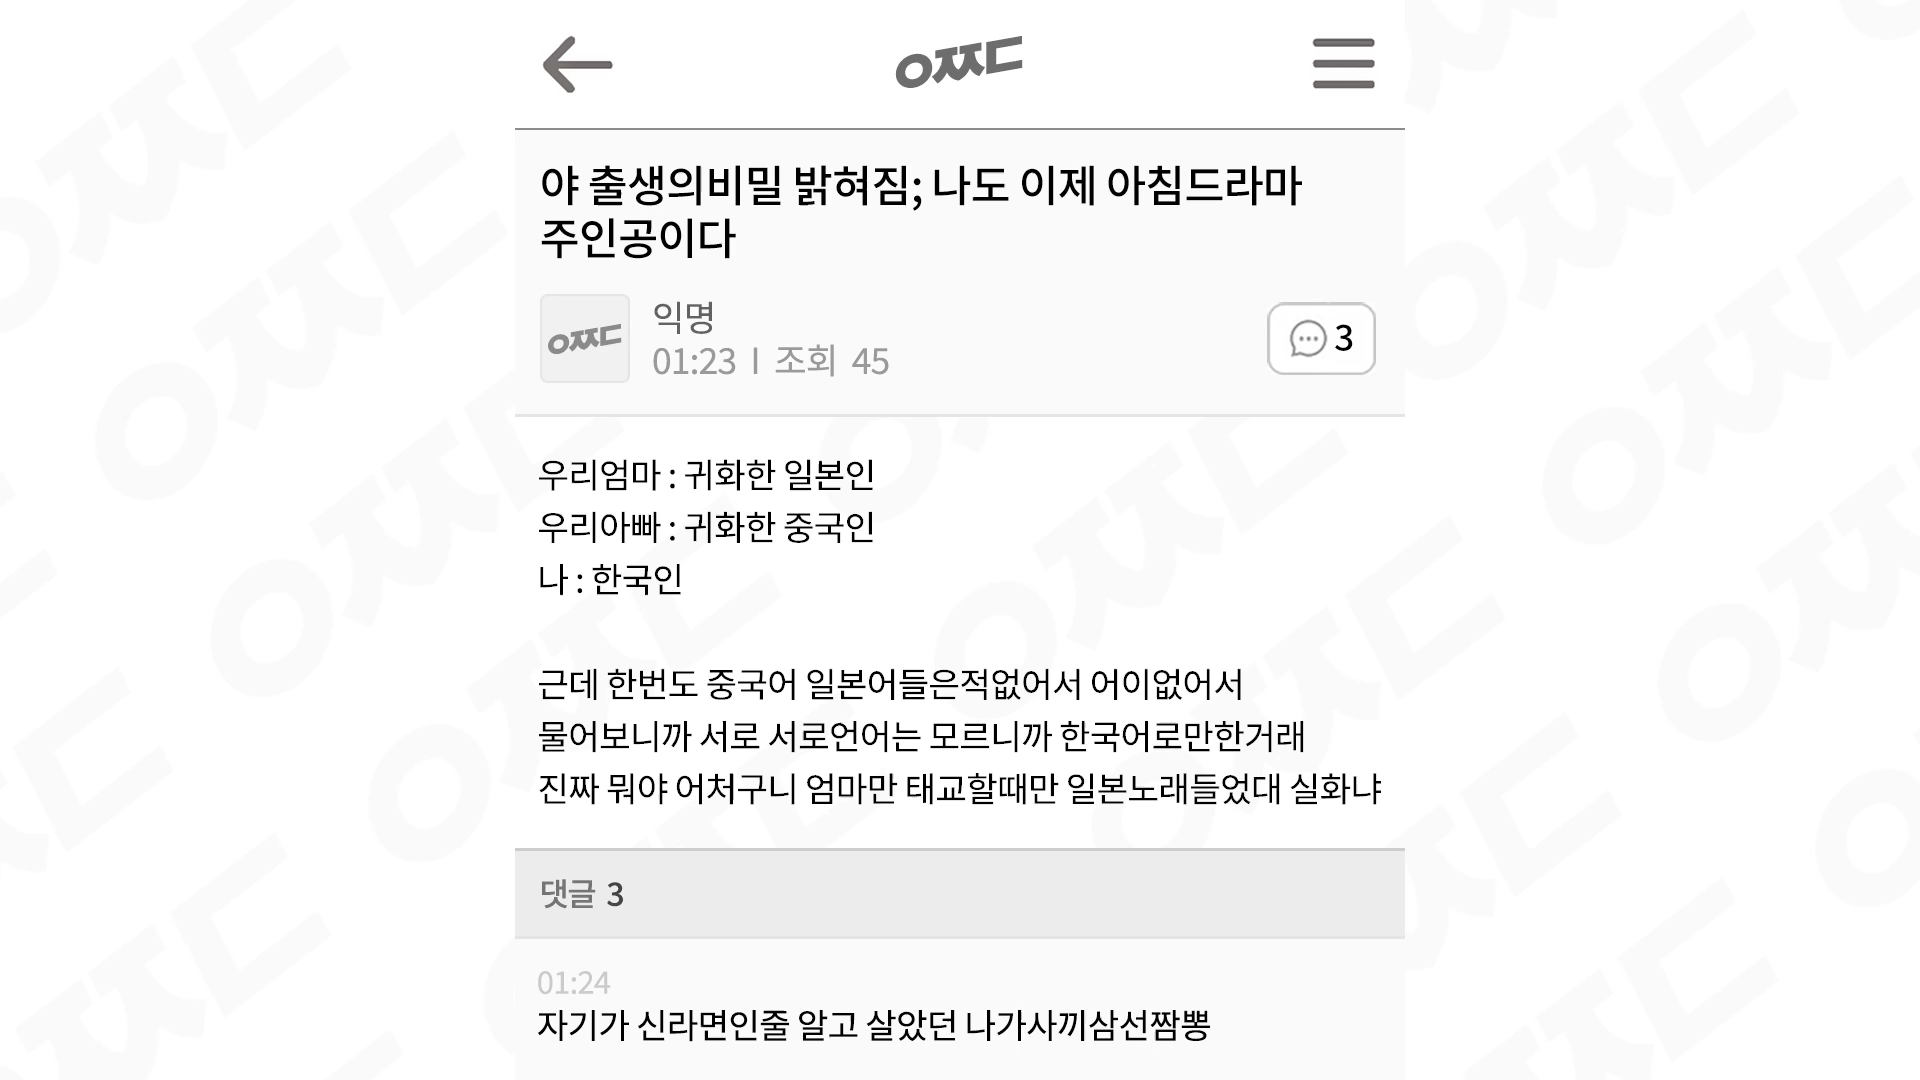 어쩌드
야 출생의비밀 밝혀짐; 나도 이제 아침드라마
주인공이다
익명
01:23 | 조회 45
3
우리엄마 : 귀화한 일본인
우리아빠 : 귀화한 중국인
나 : 한국인
근데 한번도 중국어 일본어들은적없어서 어이없어서
물어보니까 서로 서로언어는 모르니까 한국어로만한거래
진짜 뭐야 어처구니 엄마만 태교할때만 일본노래들었대 실화냐
댓글 3
01:24
자기가 신라면인줄 알고 살았던 나가사끼삼선짬뽕